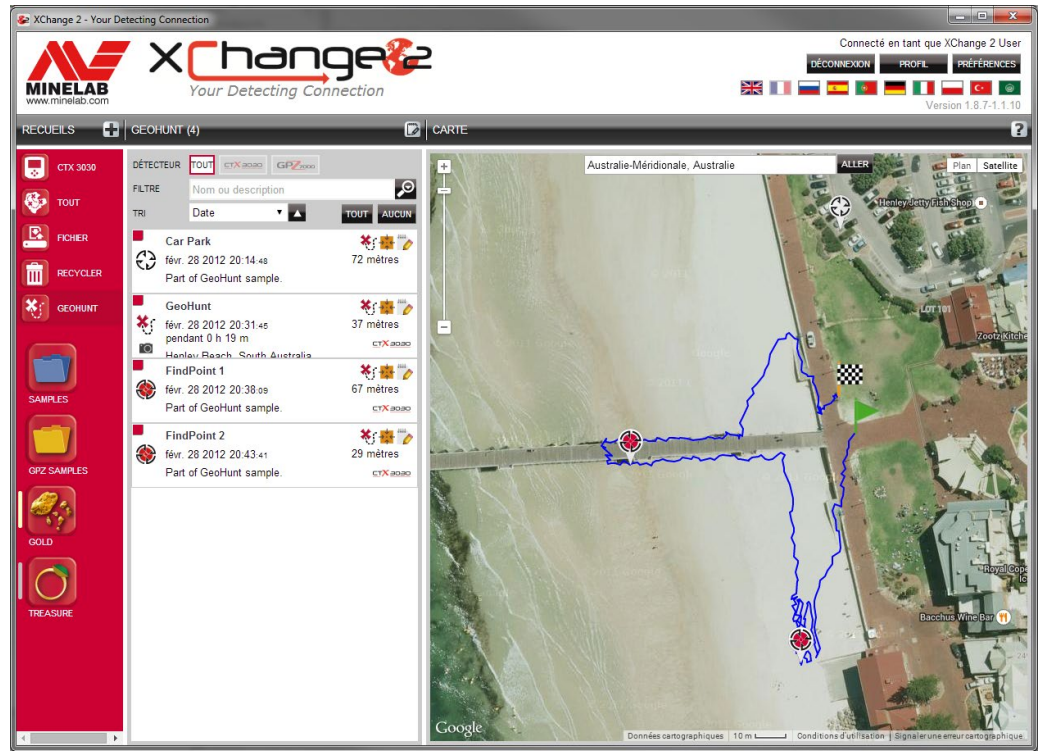 XChange 2 - Your Detecting Connection
MINELAB
www.minelab.com
XChange 2
Your Detecting Connection
Connecté en tant que XChange 2 User
DÉCONNEXION PROFIL PRÉFÉRENCES
Version 1.8.7-1.1.10
RECUEILS
GEOHUNT (4)
CARTE
?
CTX 3030
TOUT
FICHIER
RECYCLER
GEOHUNT
SAMPLES
GPZ SAMPLES
GOLD
TREASURE
DÉTECTEUR TOUT CTX 3030 GPZ 7000
FILTRE Nom ou description
TRI Date TOUT AUCUN
Car Park
févr. 28 2012 20:14:48 72 mètres
Part of GeoHunt sample.
GeoHunt
févr. 28 2012 20:31:45 37 mètres
pendant 0 h 19 m CTX 3030
Henley Beach, South Australia
FindPoint 1
févr. 28 2012 20:38:09 67 mètres
Part of GeoHunt sample. CTX 3030
FindPoint 2
févr. 28 2012 20:43:41 29 mètres
Part of GeoHunt sample. CTX 3030
Australie-Méridionale, Australie ALLER
Plan Satellite
Henley Jetty Fish Shop
LOT 101
Zootz Kitche
Royal Cope
Bacchus Wine Bar
Google
Données cartographiques 10 m Conditions d'utilisation Signaler une erreur cartographique